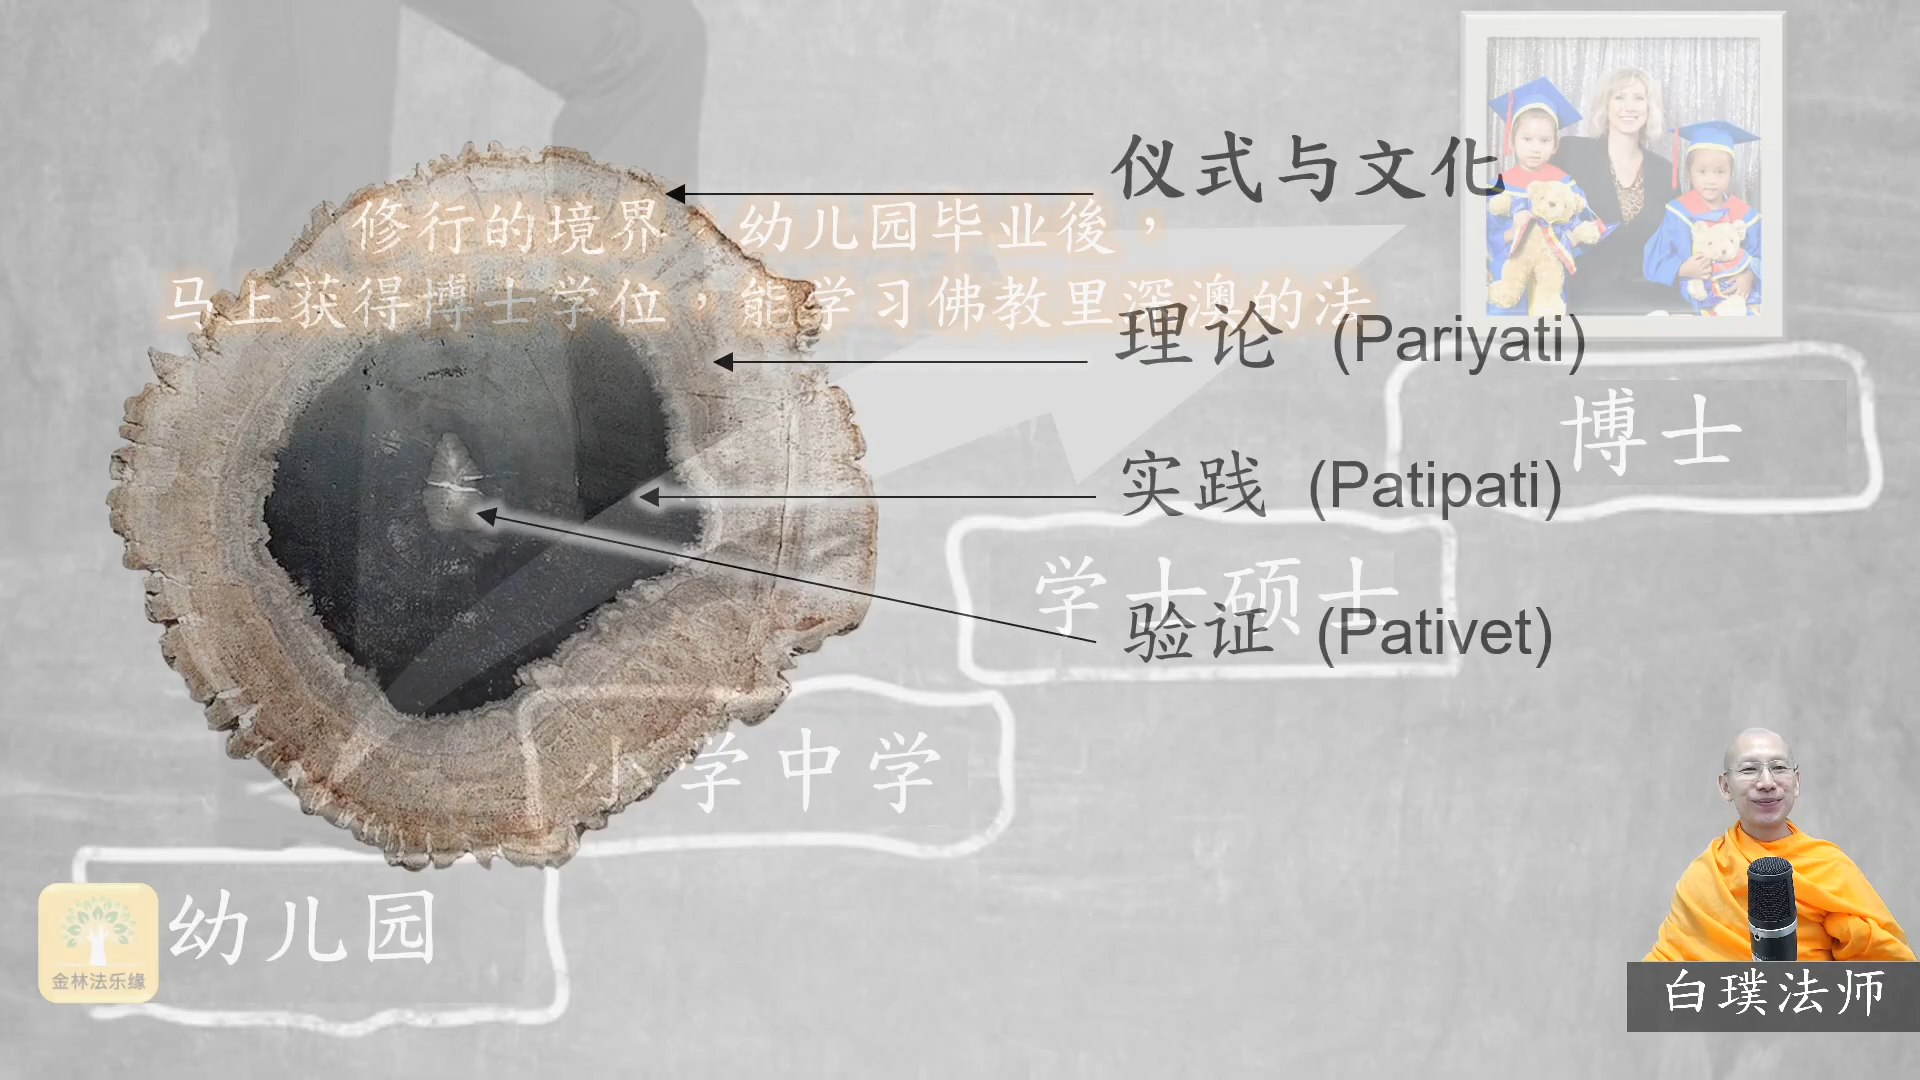 仪式与文化
修行的境界，幼儿园毕业後，
马上获得博士学位，能学习佛教里深澳的法
理论 (Pariyati)
博士
实践 (Patipati)
学士硕士
验证 (Pativet)
小学中学
幼儿园
金林法乐缘
白璞法师